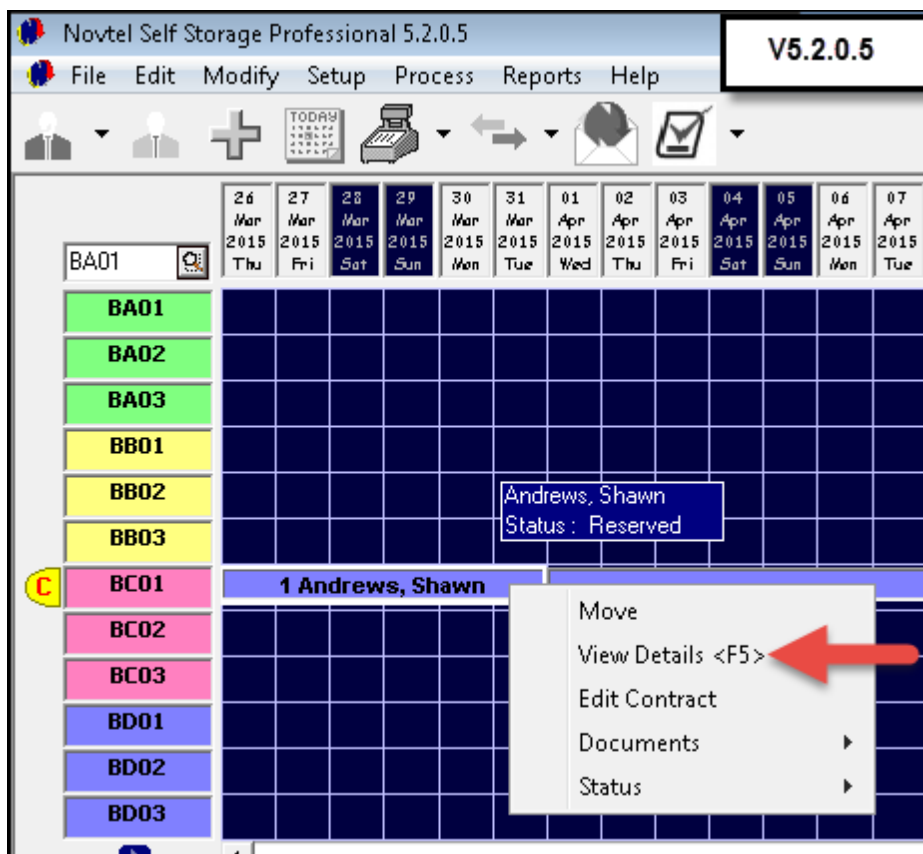 Novtel Self Storage Professional 5.2.0.5
V5.2.0.5
File Edit Modify Setup Process Reports Help
TODAY
26 27 28 29 30 31 01 02 03 04 05 06 07
Mar Mar Mar Mar Mar Mar Apr Apr Apr Apr Apr Apr Apr
2015 2015 2015 2015 2015 2015 2015 2015 2015 2015 2015 2015 2015
Thu Fri Sat Sun Mon Tue Wed Thu Fri Sat Sun Mon Tue
BA01
BA01
BA02
BA03
BB01
BB02
Andrews, Shawn
Status : Reserved
BB03
C BC01 1 Andrews, Shawn
Move
BC02
View Details <F5>
BC03
Edit Contract
BD01
Documents
BD02
Status
BD03